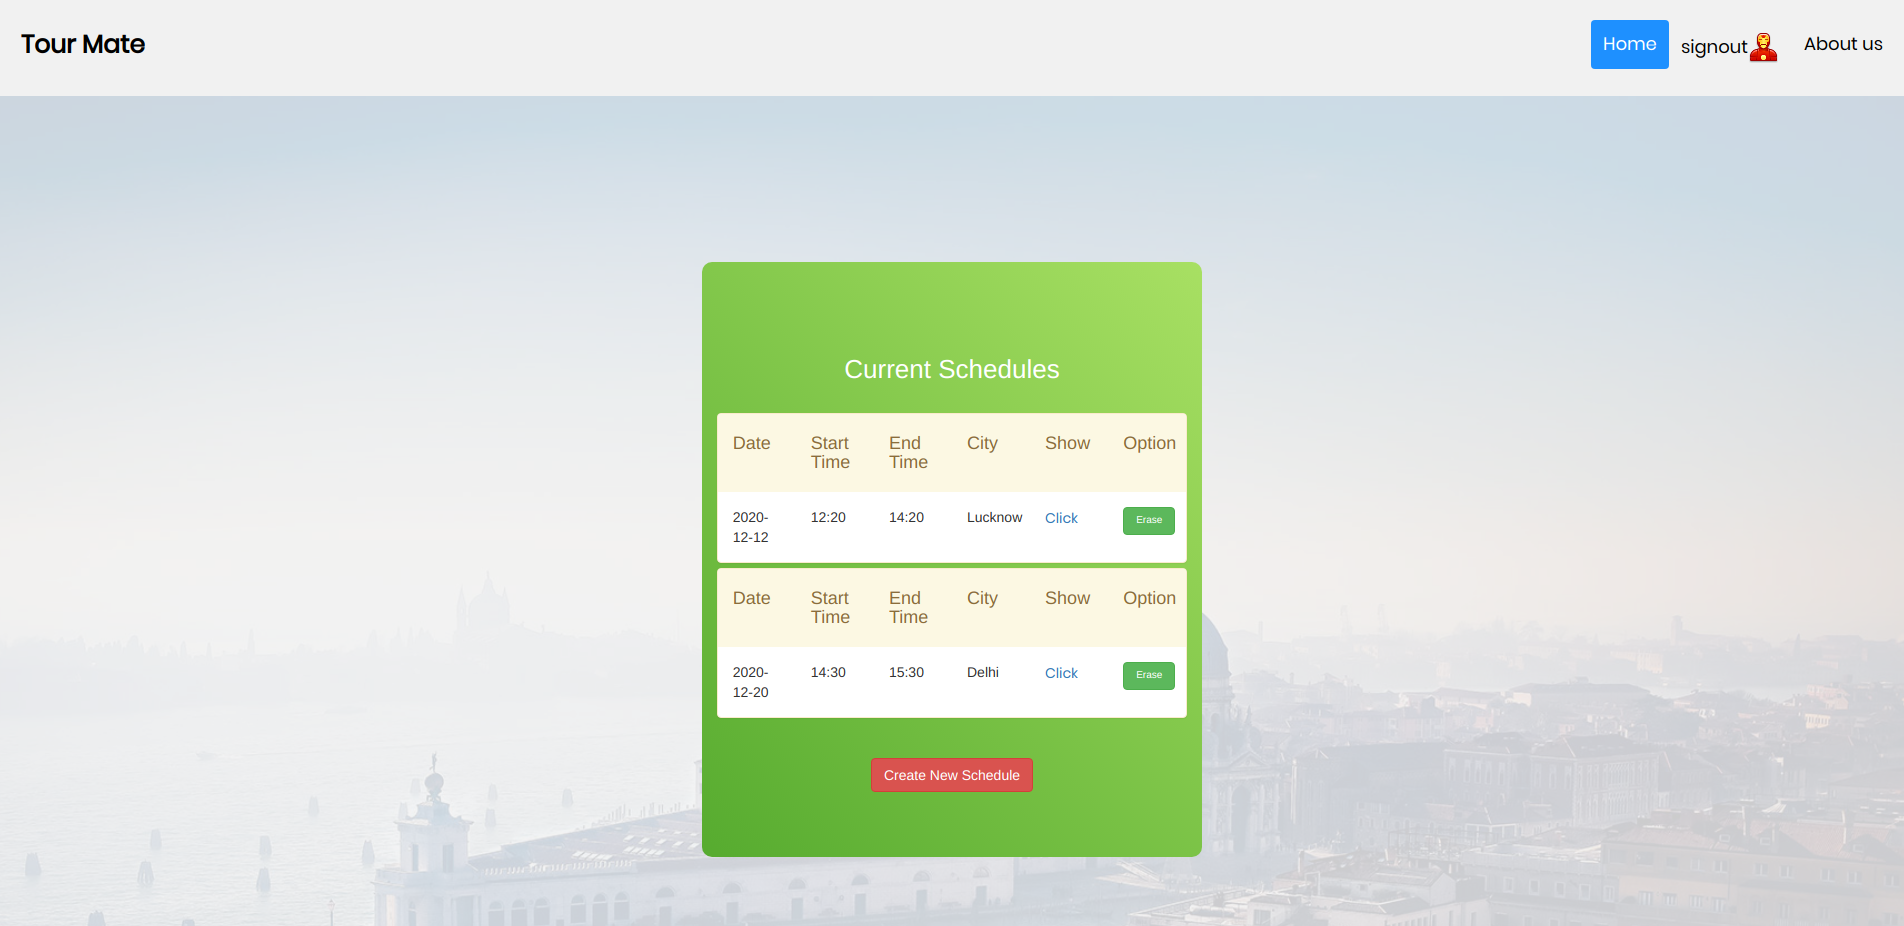 Tour Mate
Home signout About us
Current Schedules
Date Start Time End Time City Show Option
2020-12-12 12:20 14:20 Lucknow Click Erase
Date Start Time End Time City Show Option
2020-12-20 14:30 15:30 Delhi Click Erase
Create New Schedule